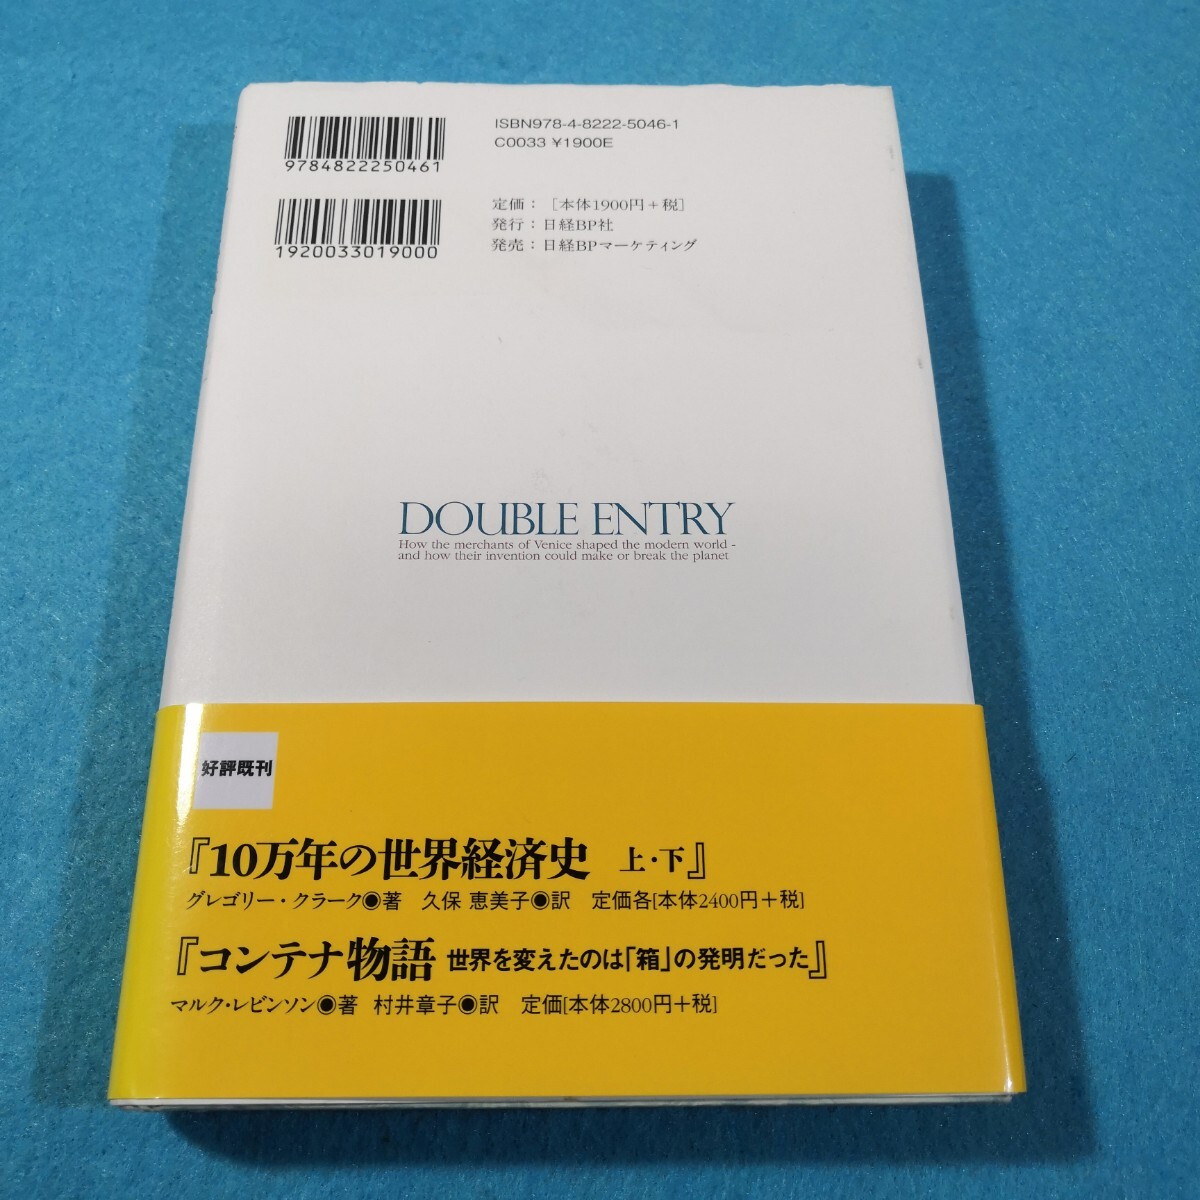 ISBN978-4-8222-5046-1
C0033 ¥1900E
9784822250461
1920033019000
定価：［本体1900円＋税］
発行：日経BP社
発売：日経BPマーケティング
DOUBLE ENTRY
How the merchants of Venice shaped the modern world -
and how their invention could make or break the planet
好評既刊
『10万年の世界経済史　上・下』
グレゴリー・クラーク◉著　久保 恵美子◉訳　定価各[本体2400円＋税]
『コンテナ物語 世界を変えたのは「箱」の発明だった』
マルク・レビンソン◉著　村井章子◉訳　定価[本体2800円＋税]